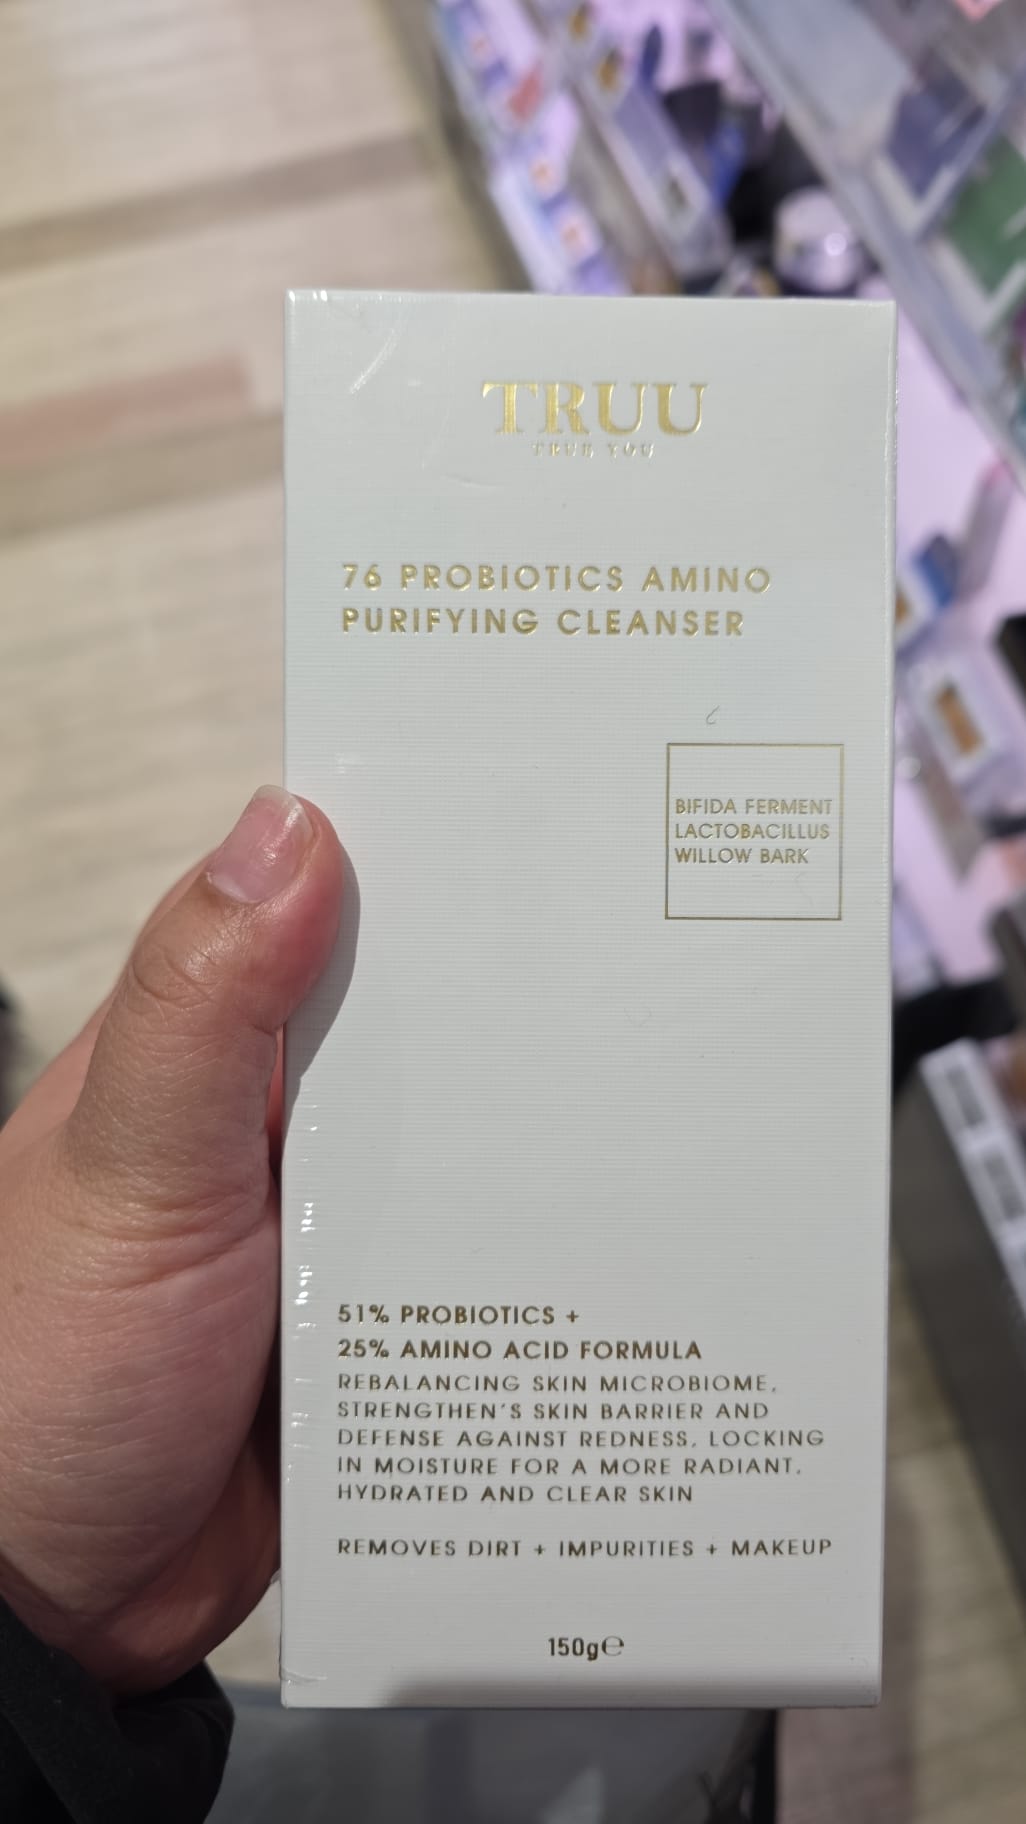 TRUU
TRUE YOU
76 PROBIOTICS AMINO
PURIFYING CLEANSER
BIFIDA FERMENT
LACTOBACILLUS
WILLOW BARK
51% PROBIOTICS +
25% AMINO ACID FORMULA
REBALANCING SKIN MICROBIOME,
STRENGTHEN'S SKIN BARRIER AND
DEFENSE AGAINST REDNESS, LOCKING
IN MOISTURE FOR A MORE RADIANT,
HYDRATED AND CLEAR SKIN
REMOVES DIRT + IMPURITIES + MAKEUP
150g℮